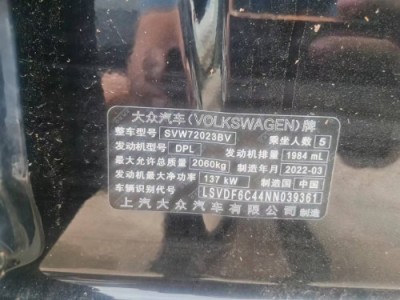 大众汽车(VOLKSWAGEN)牌
整车型号 SVW72023BV 乘坐人数 5
发动机型号 DPL 发动机排量 1984 mL
最大允许总质量 2060kg 制造年月 2022-03
发动机最大净功率 137 kW 制造国 中国
车辆识别代号 LSVDF6C44NN039361
上汽大众汽车有限公司制造